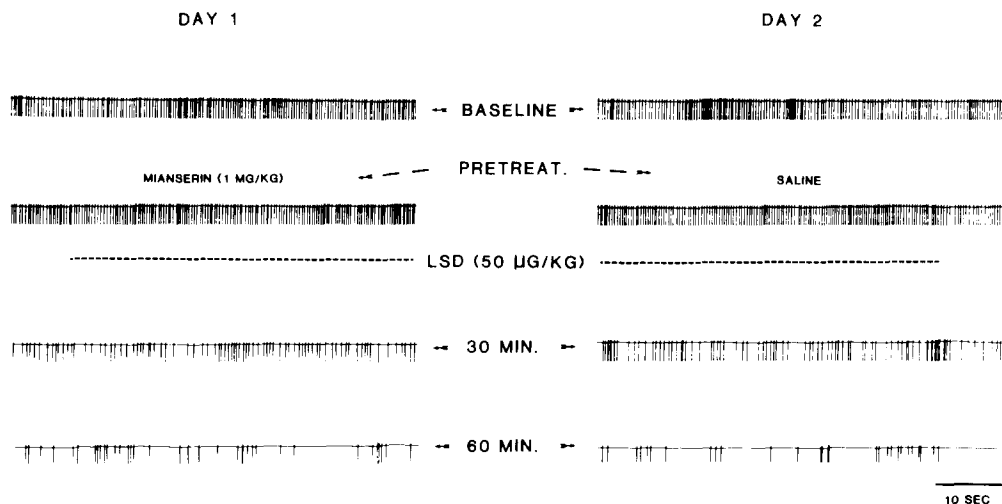 DAY 1
DAY 2
BASELINE
PRETREAT.
MIANSERIN (1 MG/KG)
SALINE
LSD (50 µG/KG)
30 MIN.
60 MIN.
10 SEC